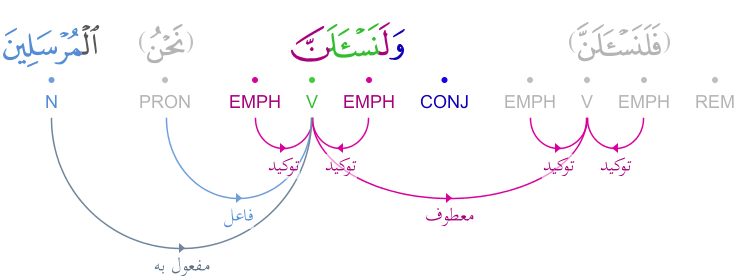 (فَلَنَسْـَٔلَنَّ) وَلَنَسْـَٔلَنَّ (نَحْنُ) ٱلْمُرْسَلِينَ
N PRON EMPH V EMPH CONJ EMPH V EMPH REM
توكيد توكيد توكيد توكيد
فاعل معطوف
مفعول به